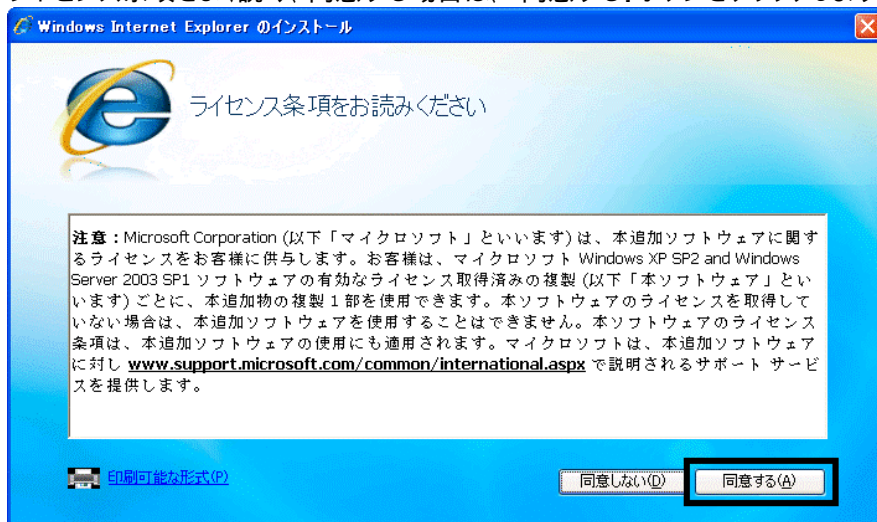 Windows Internet Explorer のインストール
ライセンス条項をお読みください
注意：Microsoft Corporation (以下「マイクロソフト」といいます) は、本追加ソフトウェアに関す
るライセンスをお客様に供与します。お客様は、マイクロソフト Windows XP SP2 and Windows
Server 2003 SP1 ソフトウェアの有効なライセンス取得済みの複製 (以下「本ソフトウェア」とい
います) ごとに、本追加物の複製 1 部を使用できます。本ソフトウェアのライセンスを取得して
いない場合は、本追加ソフトウェアを使用することはできません。本ソフトウェアのライセンス
条項は、本追加ソフトウェアの使用にも適用されます。マイクロソフトは、本追加ソフトウェア
に対し www.support.microsoft.com/common/international.aspx で説明されるサポート サービ
スを提供します。
印刷可能な形式(P)
同意しない(D)
同意する(A)